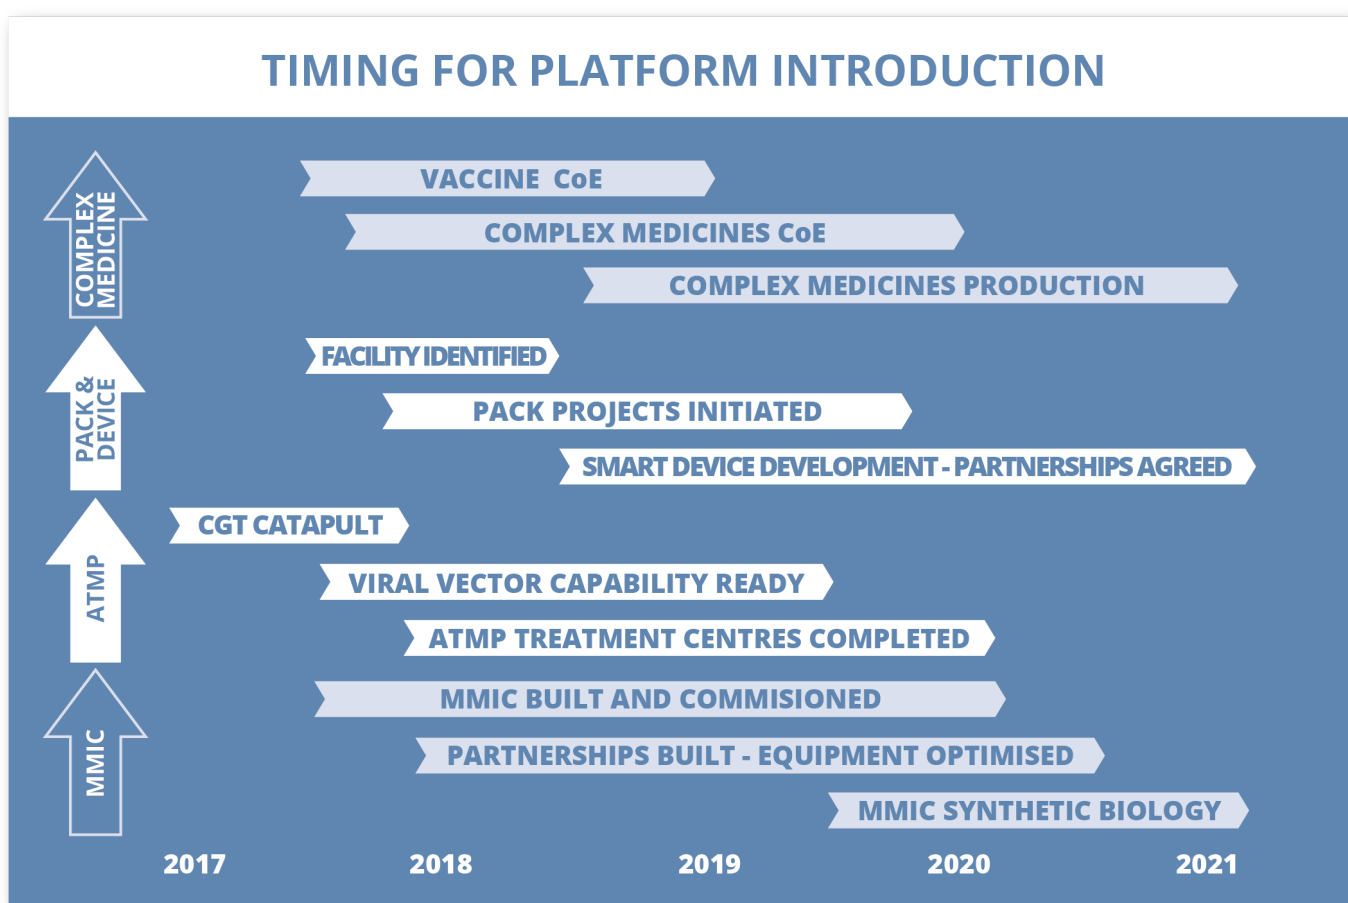 TIMING FOR PLATFORM INTRODUCTION
COMPLEX
MEDICINE
VACCINE CoE
COMPLEX MEDICINES CoE
COMPLEX MEDICINES PRODUCTION
PACK &
DEVICE
FACILITY IDENTIFIED
PACK PROJECTS INITIATED
SMART DEVICE DEVELOPMENT - PARTNERSHIPS AGREED
ATMP
CGT CATAPULT
VIRAL VECTOR CAPABILITY READY
ATMP TREATMENT CENTRES COMPLETED
MMIC
MMIC BUILT AND COMMISIONED
PARTNERSHIPS BUILT - EQUIPMENT OPTIMISED
MMIC SYNTHETIC BIOLOGY
2017 2018 2019 2020 2021